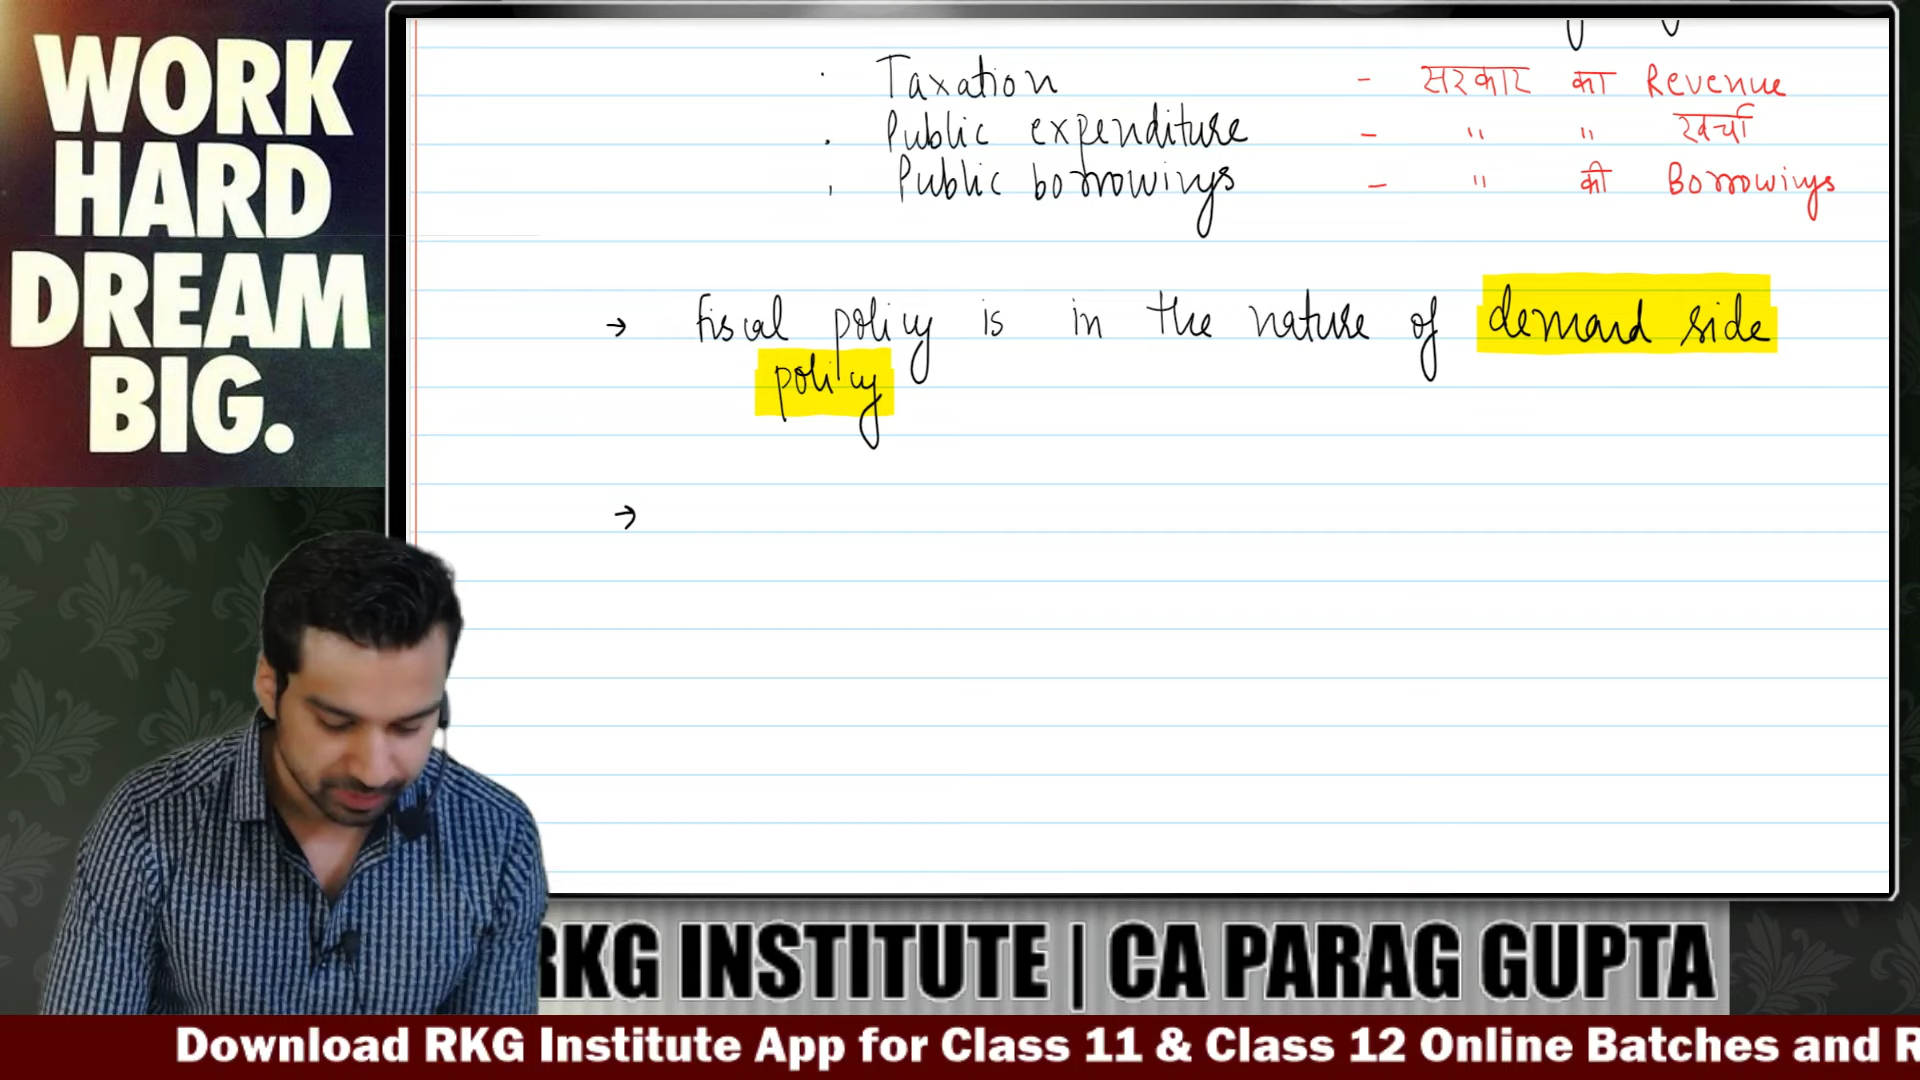 WORK
HARD
DREAM
BIG.
. Taxation - सरकार का Revenue
. Public expenditure - " " खर्चा
. Public borrowings - " की Borrowings
→ fiscal policy is in the nature of demand side
policy
→
RKG INSTITUTE | CA PARAG GUPTA
Download RKG Institute App for Class 11 & Class 12 Online Batches and R